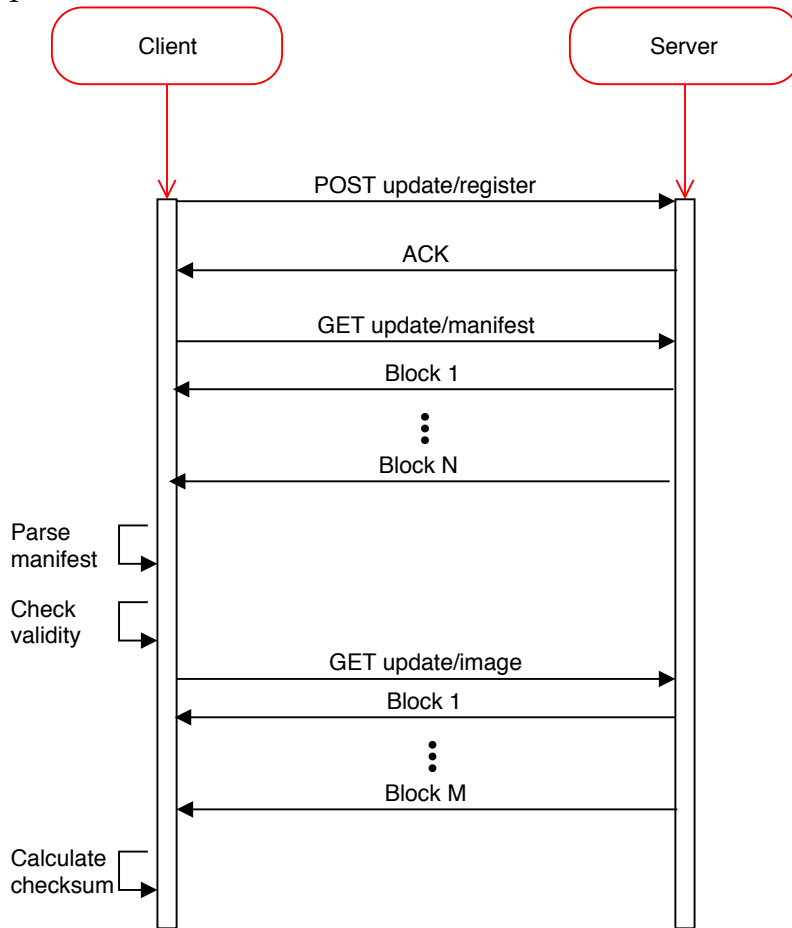 Client
Server
POST update/register
ACK
GET update/manifest
Block 1
Block N
Parse
manifest
Check
validity
GET update/image
Block 1
Block M
Calculate
checksum